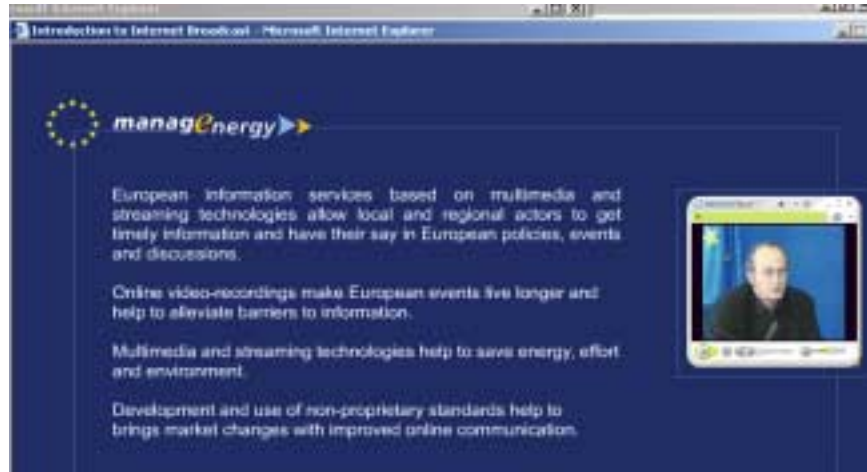 Introduction to Internet Broadcast - Microsoft Internet Explorer
managenergy
European information services based on multimedia and
streaming technologies allow local and regional actors to get
timely information and have their say in European policies, events
and discussions.
Online video-recordings make European events live longer and
help to alleviate barriers to information.
Multimedia and streaming technologies help to save energy, effort
and environment.
Development and use of non-proprietary standards help to
brings market changes with improved online communication.